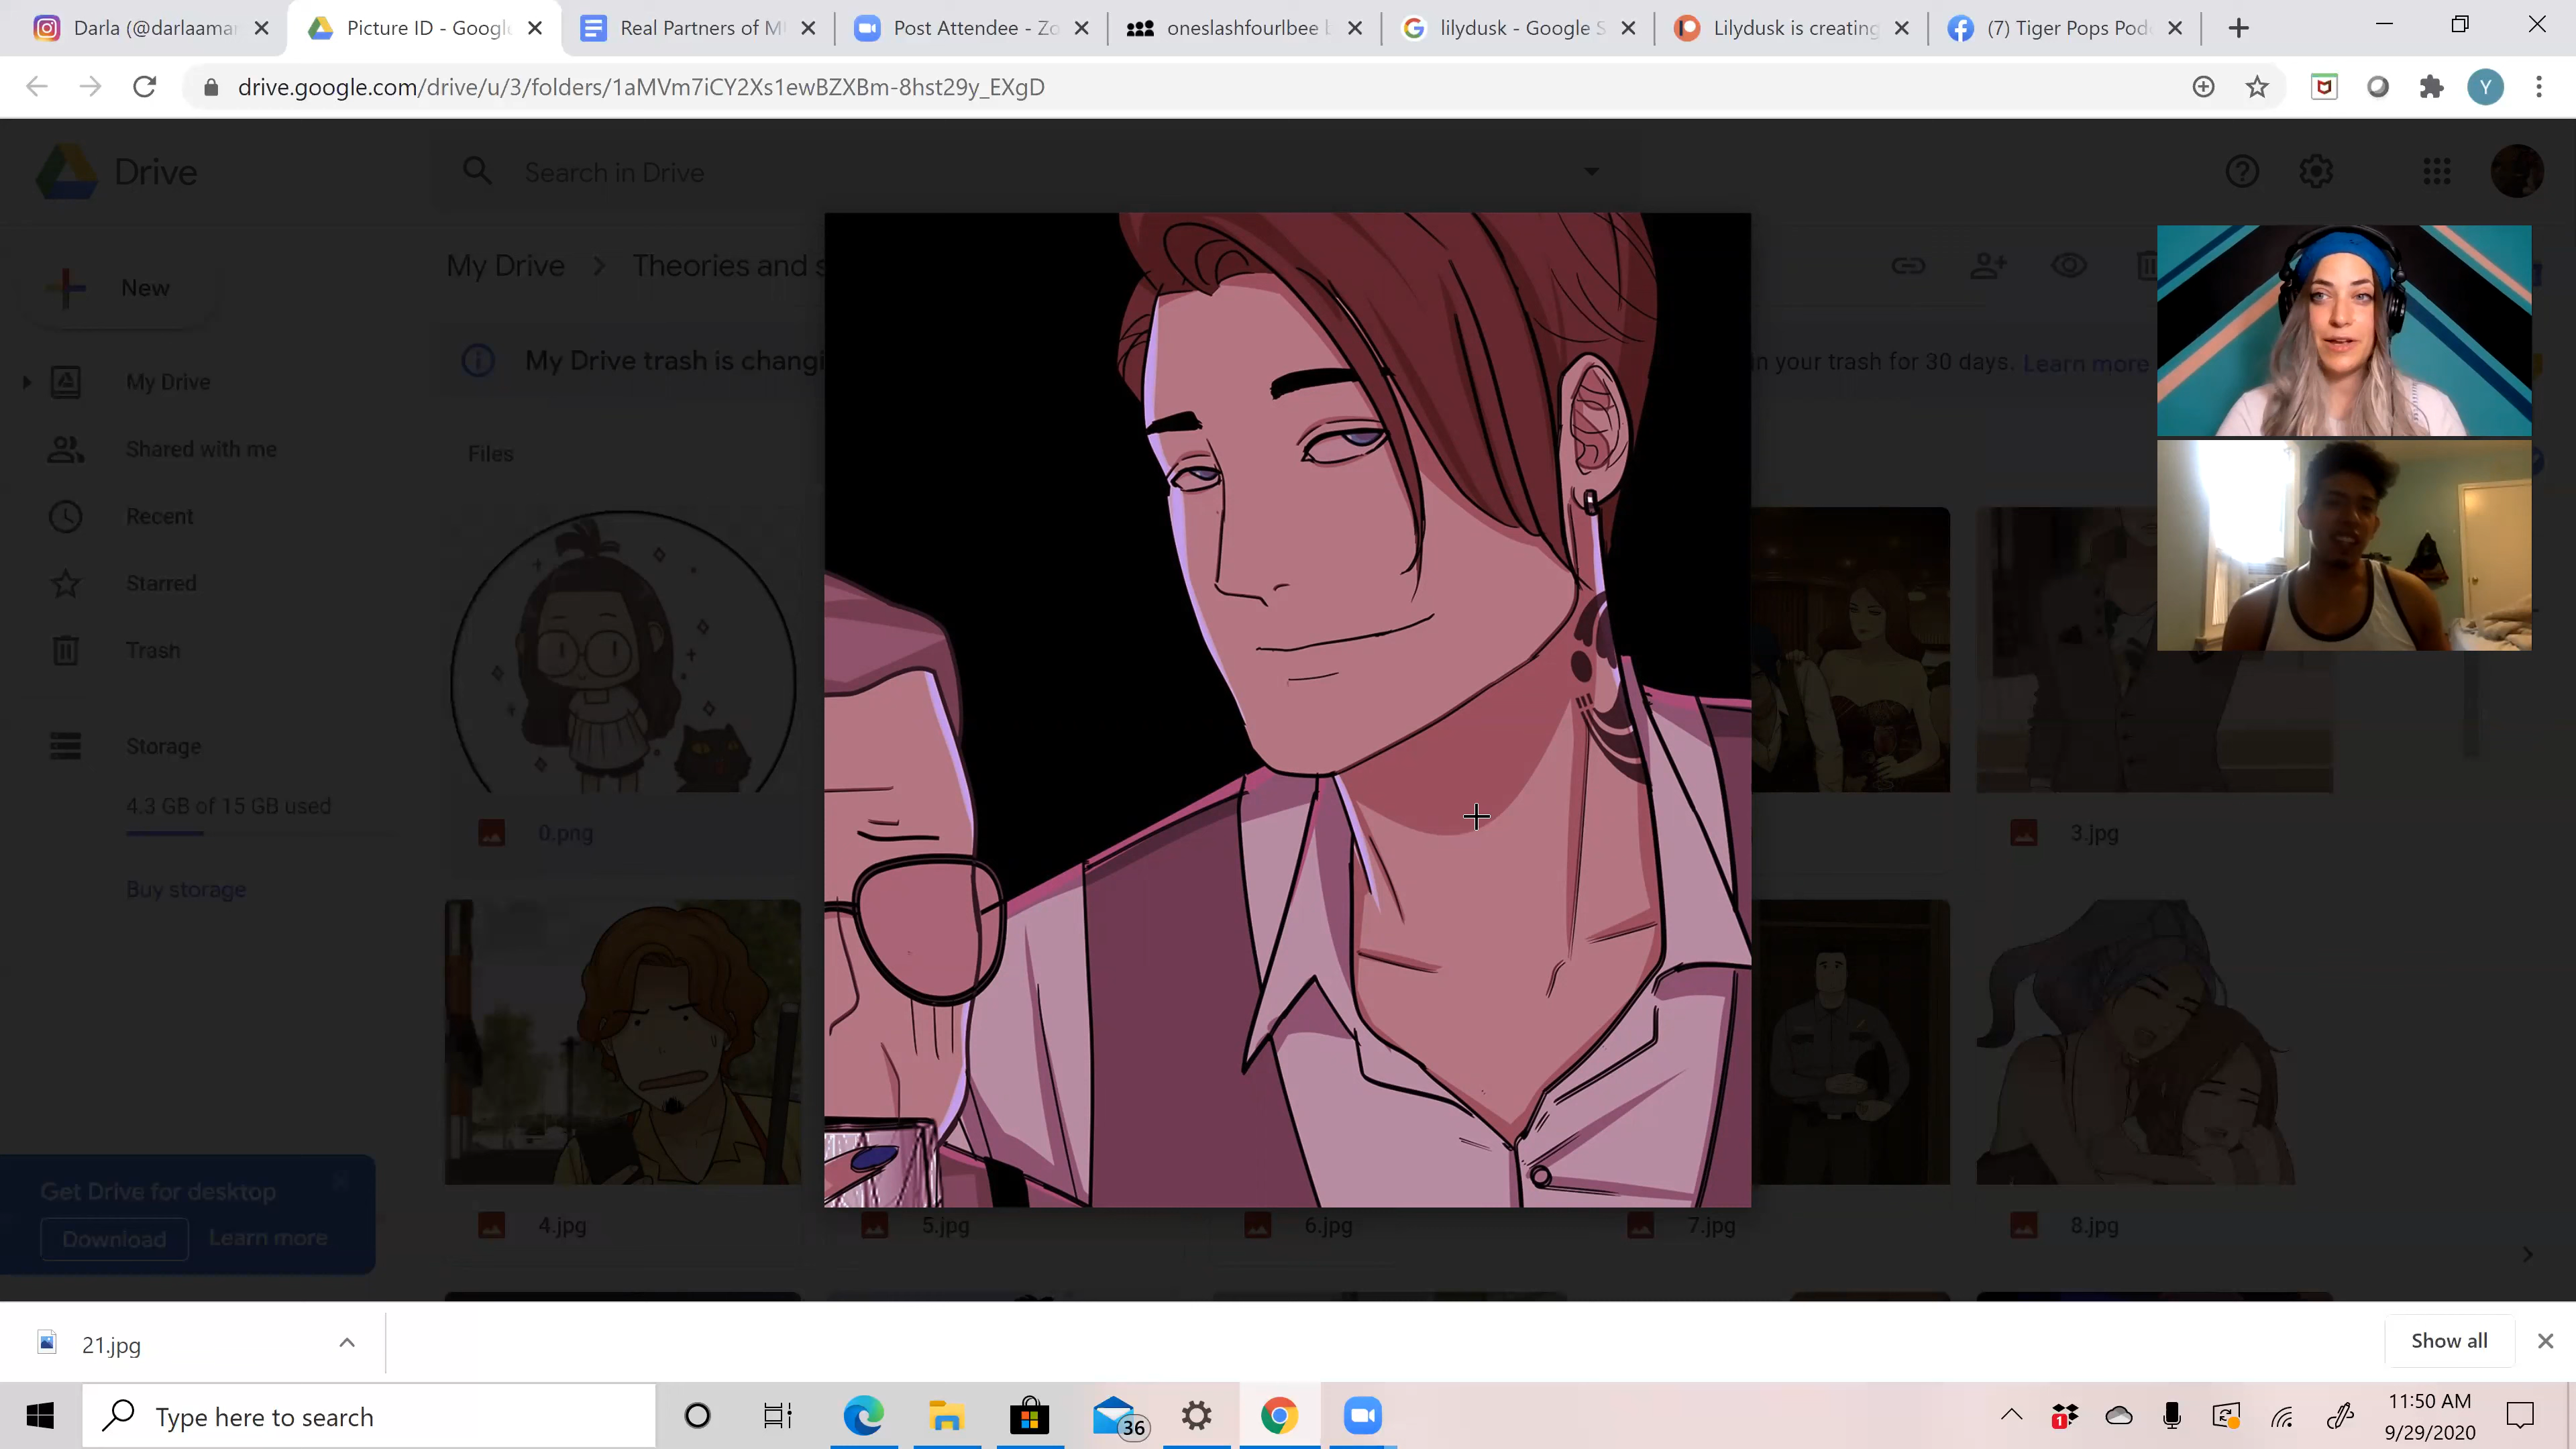 Darla (@darlaamar
Picture ID - Google
Real Partners of M
Post Attendee - Zo
oneslashfourlbee b
lilydusk - Google S
Lilydusk is creating
(7) Tiger Pops Pod
drive.google.com/drive/u/3/folders/1aMVm7iCY2Xs1ewBZXBm-8hst29y_EXgD
Y
Drive
Search in Drive
New
My Drive > Theories and s
My Drive trash is changi
n your trash for 30 days. Learn more
My Drive
Shared with me
Recent
Starred
Trash
Storage
4.3 GB of 15 GB used
Buy storage
Files
0.png
3.jpg
4.jpg
5.jpg
6.jpg
7.jpg
8.jpg
Get Drive for desktop
Download
Learn more
21.jpg
Show all
Type here to search
36
1
11:50 AM
9/29/2020